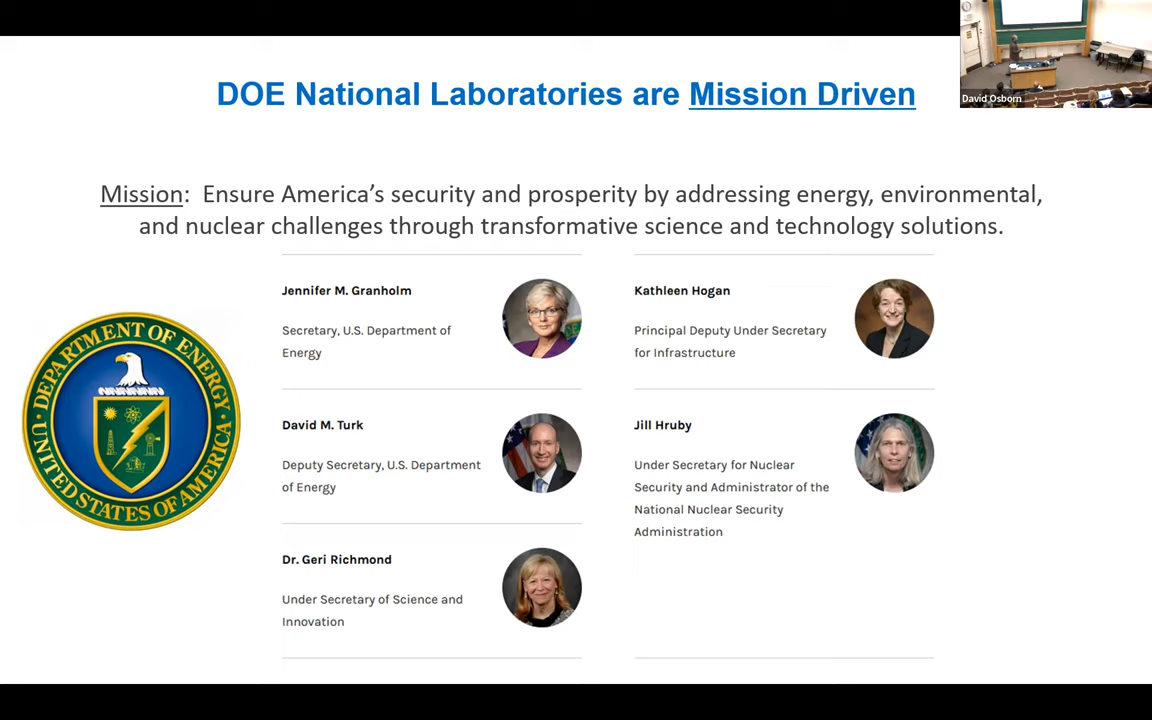 DOE National Laboratories are Mission Driven
David Osborn
Mission: Ensure America's security and prosperity by addressing energy, environmental,
and nuclear challenges through transformative science and technology solutions.
Jennifer M. Granholm
Secretary, U.S. Department of
Energy
Kathleen Hogan
Principal Deputy Under Secretary
for Infrastructure
David M. Turk
Deputy Secretary, U.S. Department
of Energy
Jill Hruby
Under Secretary for Nuclear
Security and Administrator of the
National Nuclear Security
Administration
Dr. Geri Richmond
Under Secretary of Science and
Innovation
DEPARTMENT OF ENERGY
UNITED STATES OF AMERICA